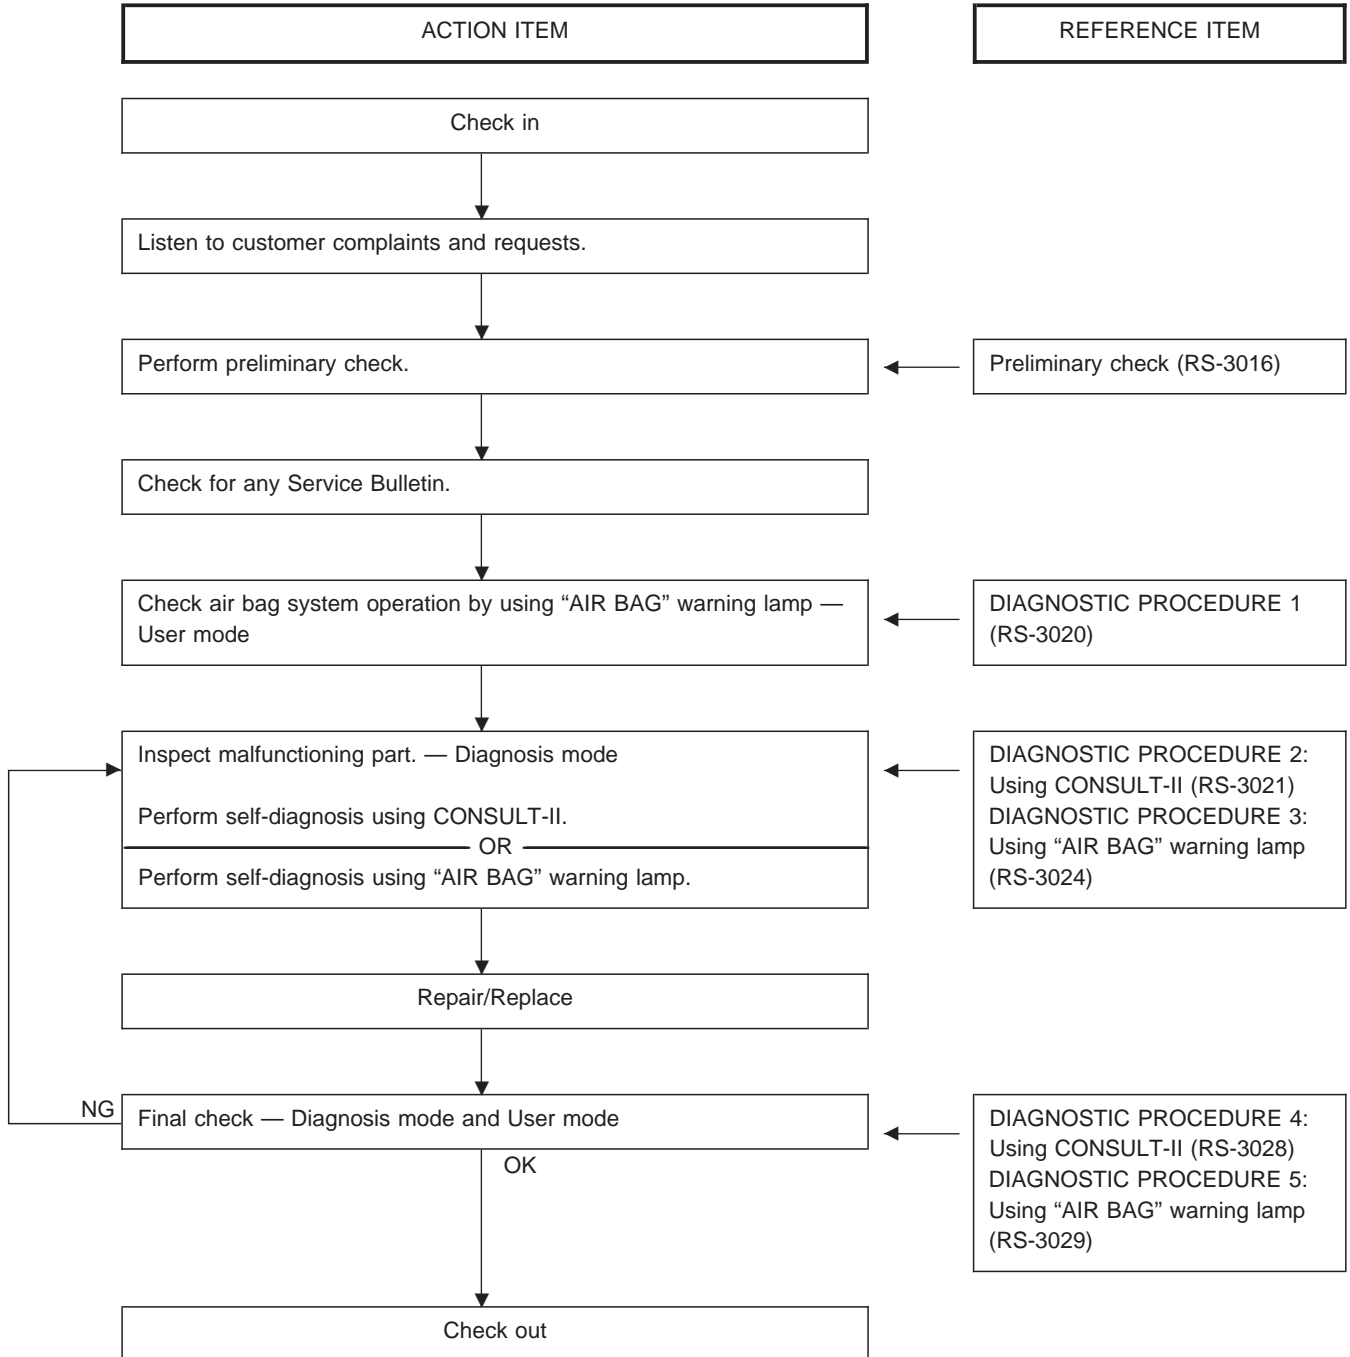 ACTION ITEM
REFERENCE ITEM
Check in
Listen to customer complaints and requests.
Perform preliminary check.
Preliminary check (RS-3016)
Check for any Service Bulletin.
Check air bag system operation by using “AIR BAG” warning lamp —
User mode
DIAGNOSTIC PROCEDURE 1
(RS-3020)
Inspect malfunctioning part. — Diagnosis mode
Perform self-diagnosis using CONSULT-II.
OR
Perform self-diagnosis using “AIR BAG” warning lamp.
DIAGNOSTIC PROCEDURE 2:
Using CONSULT-II (RS-3021)
DIAGNOSTIC PROCEDURE 3:
Using “AIR BAG” warning lamp
(RS-3024)
Repair/Replace
NG
Final check — Diagnosis mode and User mode
OK
DIAGNOSTIC PROCEDURE 4:
Using CONSULT-II (RS-3028)
DIAGNOSTIC PROCEDURE 5:
Using “AIR BAG” warning lamp
(RS-3029)
Check out